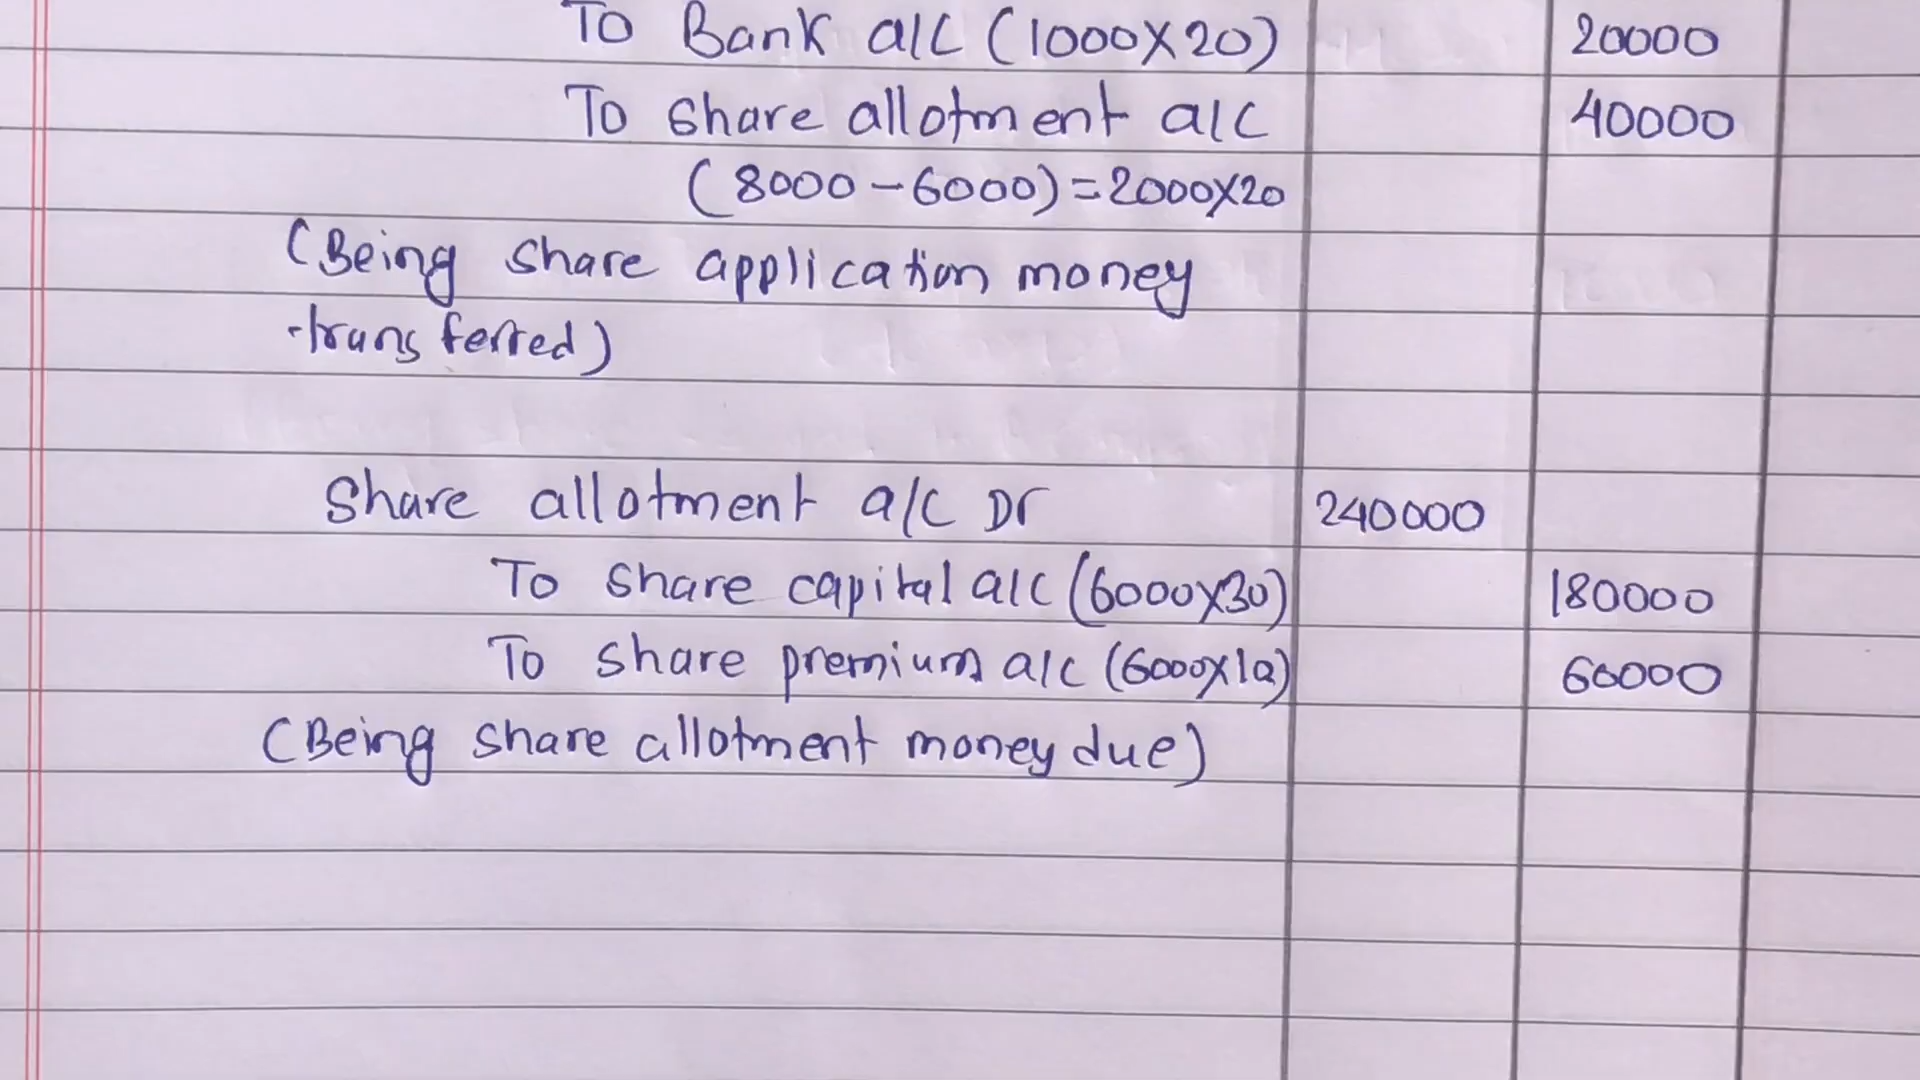 To Bank a/c (1000X20) 20000
To share allotment a/c 40000
(8000-6000)=2000X20
(Being share application money
transferred)
Share allotment a/c Dr 240000
To share capital a/c (6000X30) 180000
To share premium a/c (6000X10) 60000
(Being share allotment money due)